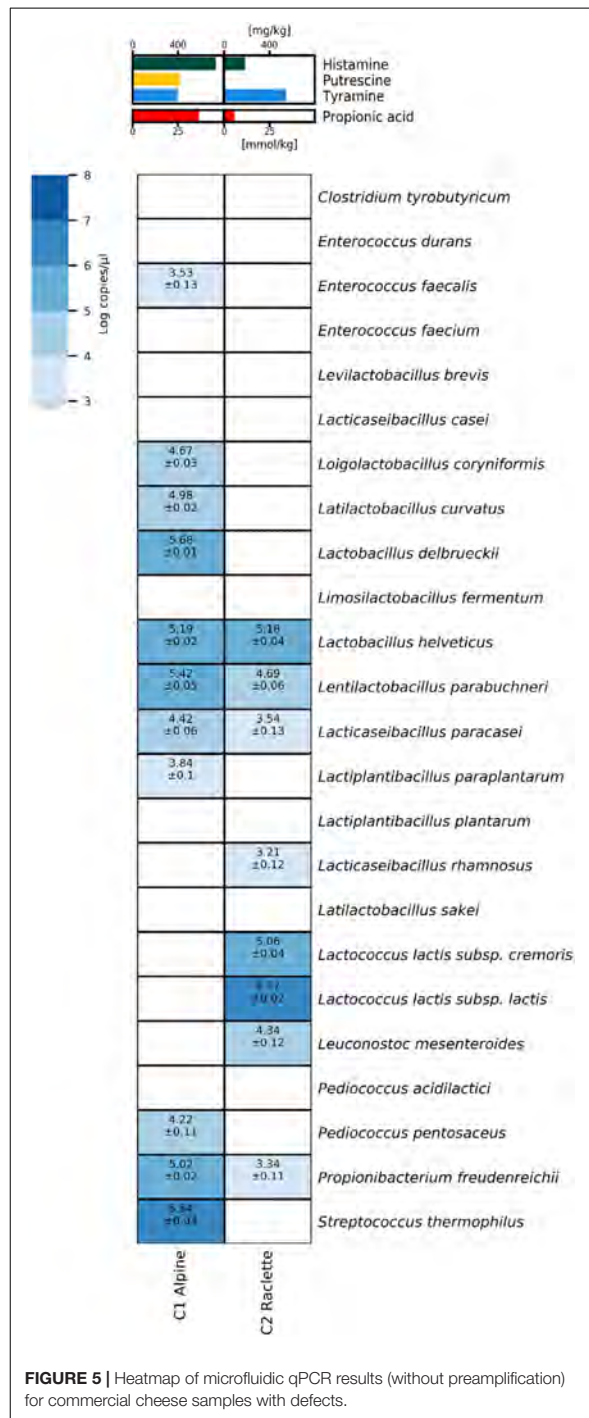 [mg/kg]
0 400 0 400
Histamine
Putrescine
Tyramine
Propionic acid
0 25 0 25
[mmol/kg]
8
7
6
5
4
3
Log copies/µl
Clostridium tyrobutyricum
Enterococcus durans
3.53
±0.13
Enterococcus faecalis
Enterococcus faecium
Levilactobacillus brevis
Lacticaseibacillus casei
4.67
±0.03
Loigolactobacillus coryniformis
4.98
±0.02
Latilactobacillus curvatus
5.68
±0.01
Lactobacillus delbrueckii
Limosilactobacillus fermentum
5.19 5.18
±0.02 ±0.04
Lactobacillus helveticus
5.42 4.69
±0.05 ±0.06
Lentilactobacillus parabuchneri
4.42 3.54
±0.06 ±0.13
Lacticaseibacillus paracasei
3.84
±0.1
Lactiplantibacillus paraplantarum
Lactiplantibacillus plantarum
3.21
±0.12
Lacticaseibacillus rhamnosus
Latilactobacillus sakei
5.06
±0.04
Lactococcus lactis subsp. cremoris
±0.02
Lactococcus lactis subsp. lactis
4.34
±0.12
Leuconostoc mesenteroides
Pediococcus acidilactici
4.22
±0.11
Pediococcus pentosaceus
5.02 3.34
±0.02 ±0.11
Propionibacterium freudenreichii
Streptococcus thermophilus
C1 Alpine
C2 Raclette
FIGURE 5 | Heatmap of microfluidic qPCR results (without preamplification)
for commercial cheese samples with defects.